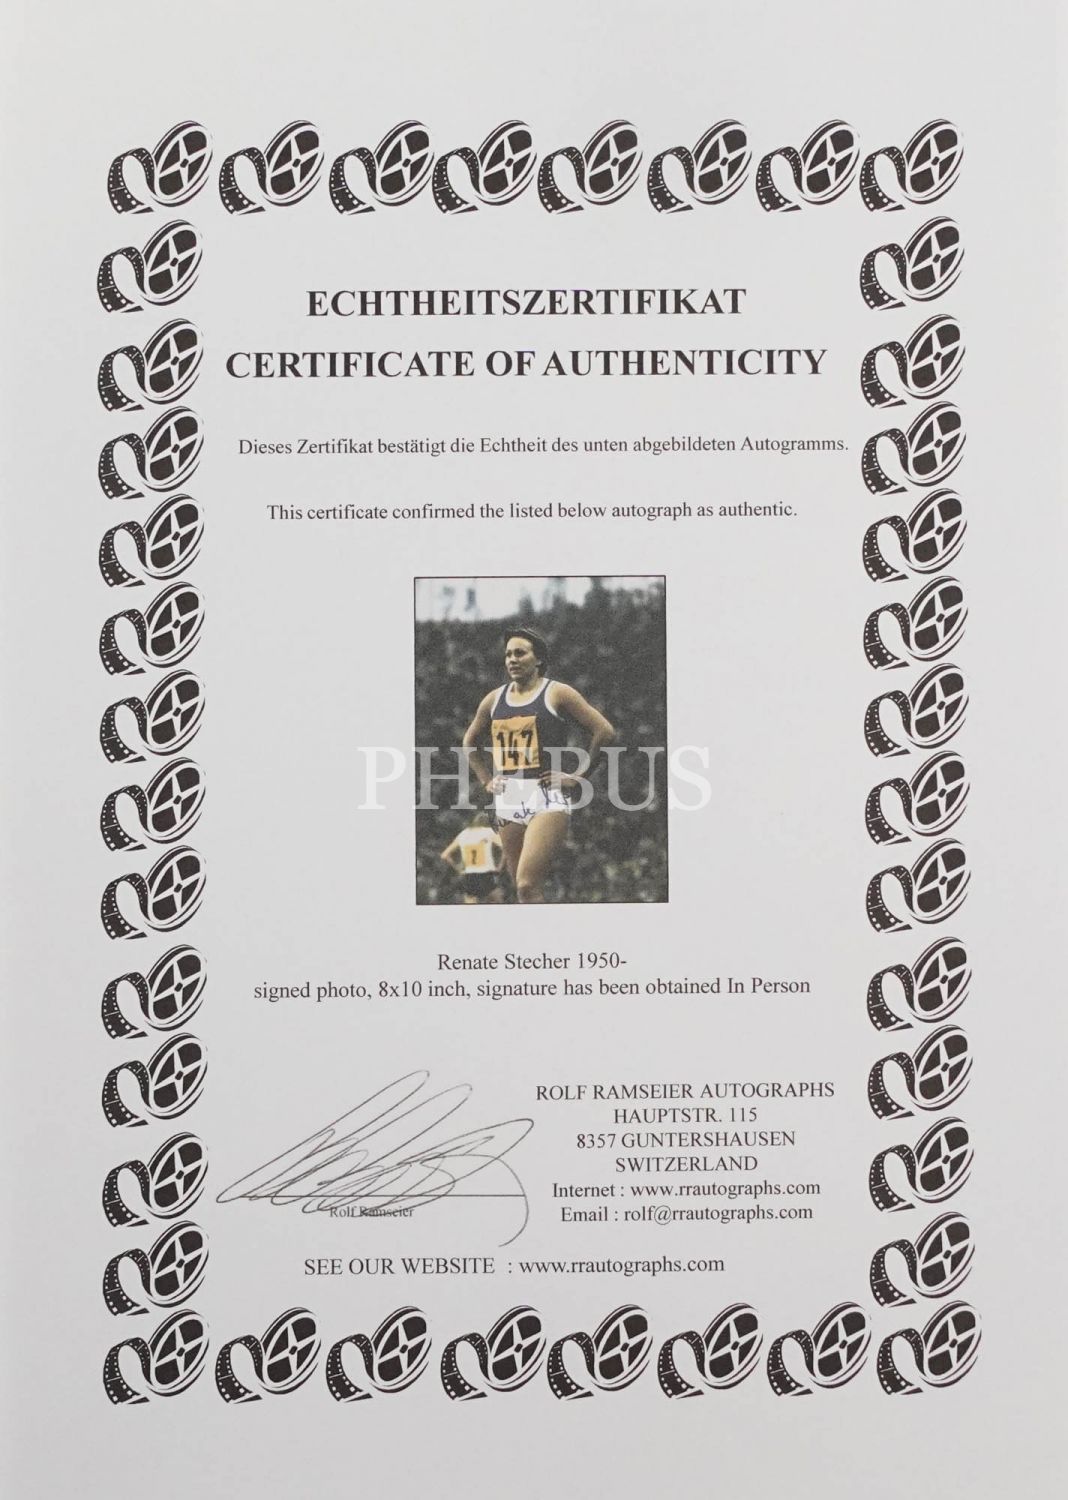 ECHTHEITSZERTIFIKAT
CERTIFICATE OF AUTHENTICITY
Dieses Zertifikat bestätigt die Echtheit des unten abgebildeten Autogramms.
This certificate confirmed the listed below autograph as authentic.
147
PHEBUS
Renate Stecher 1950-
signed photo, 8x10 inch, signature has been obtained In Person
ROLF RAMSEIER AUTOGRAPHS
HAUPTSTR. 115
8357 GUNTERSHAUSEN
SWITZERLAND
Internet : www.rrautographs.com
Email : rolf@rrautographs.com
Rolf Ramseier
SEE OUR WEBSITE : www.rrautographs.com